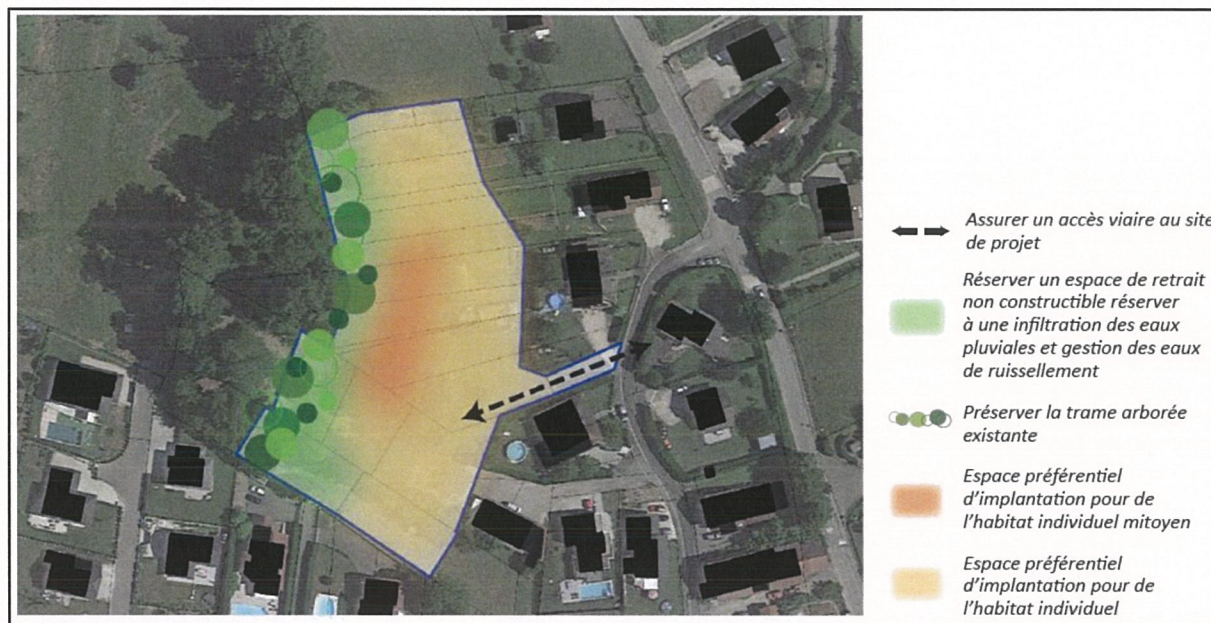 Assurer un accès viaire au site
de projet
Réserver un espace de retrait
non constructible réserver
à une infiltration des eaux
pluviales et gestion des eaux
de ruissellement
Préserver la trame arborée
existante
Espace préférentiel
d'implantation pour de
l'habitat individuel mitoyen
Espace préférentiel
d'implantation pour de
l'habitat individuel